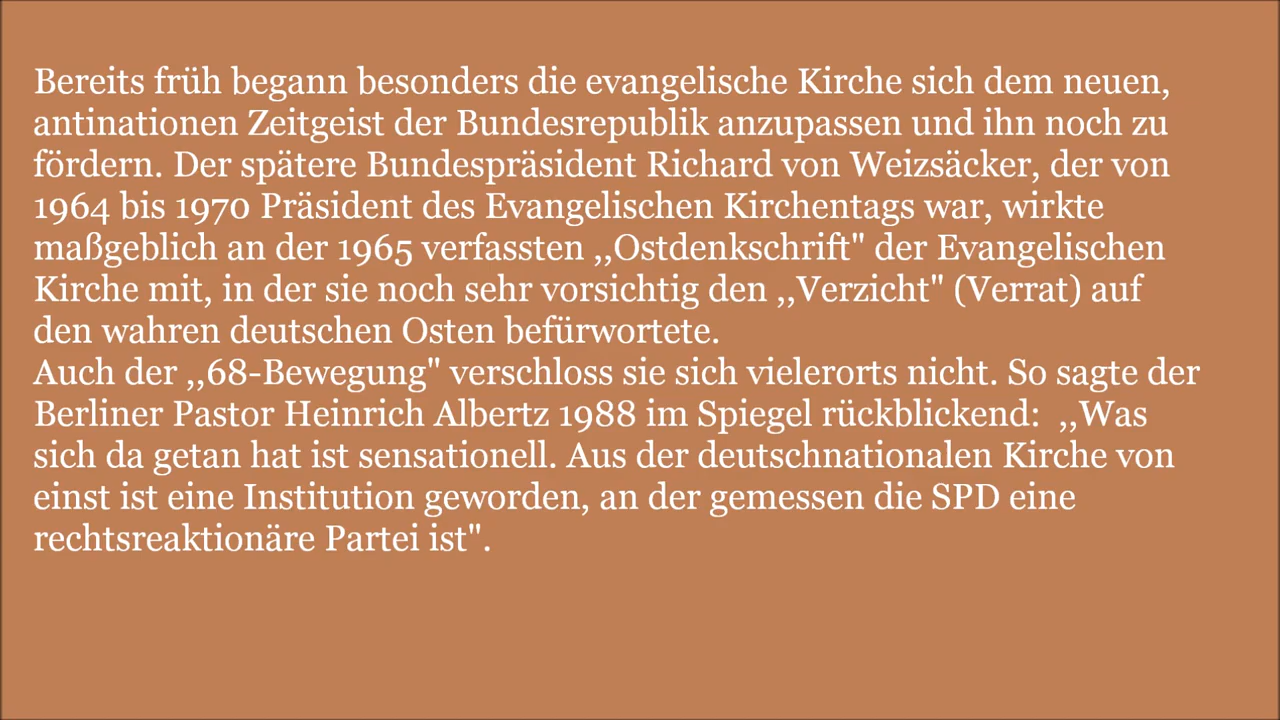 Bereits früh begann besonders die evangelische Kirche sich dem neuen,
antinationen Zeitgeist der Bundesrepublik anzupassen und ihn noch zu
fördern. Der spätere Bundespräsident Richard von Weizsäcker, der von
1964 bis 1970 Präsident des Evangelischen Kirchentags war, wirkte
maßgeblich an der 1965 verfassten ,,Ostdenkschrift" der Evangelischen
Kirche mit, in der sie noch sehr vorsichtig den ,,Verzicht" (Verrat) auf
den wahren deutschen Osten befürwortete.
Auch der ,,68-Bewegung" verschloss sie sich vielerorts nicht. So sagte der
Berliner Pastor Heinrich Albertz 1988 im Spiegel rückblickend:  ,,Was
sich da getan hat ist sensationell. Aus der deutschnationalen Kirche von
einst ist eine Institution geworden, an der gemessen die SPD eine
rechtsreaktionäre Partei ist".